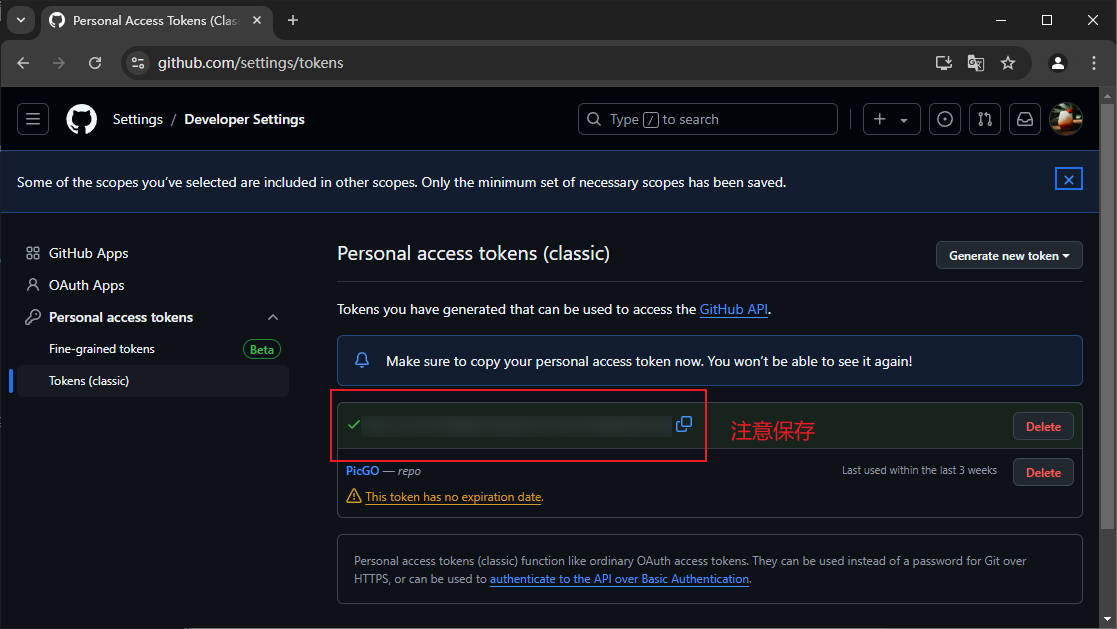 Personal Access Tokens (Clas
github.com/settings/tokens
Settings / Developer Settings
Type / to search
Some of the scopes you’ve selected are included in other scopes. Only the minimum set of necessary scopes has been saved.
GitHub Apps
OAuth Apps
Personal access tokens
Fine-grained tokens Beta
Tokens (classic)
Personal access tokens (classic)
Generate new token
Tokens you have generated that can be used to access the GitHub API.
Make sure to copy your personal access token now. You won’t be able to see it again!
注意保存
Delete
PicGO — repo
Last used within the last 3 weeks
Delete
This token has no expiration date.
Personal access tokens (classic) function like ordinary OAuth access tokens. They can be used instead of a password for Git over
HTTPS, or can be used to authenticate to the API over Basic Authentication.